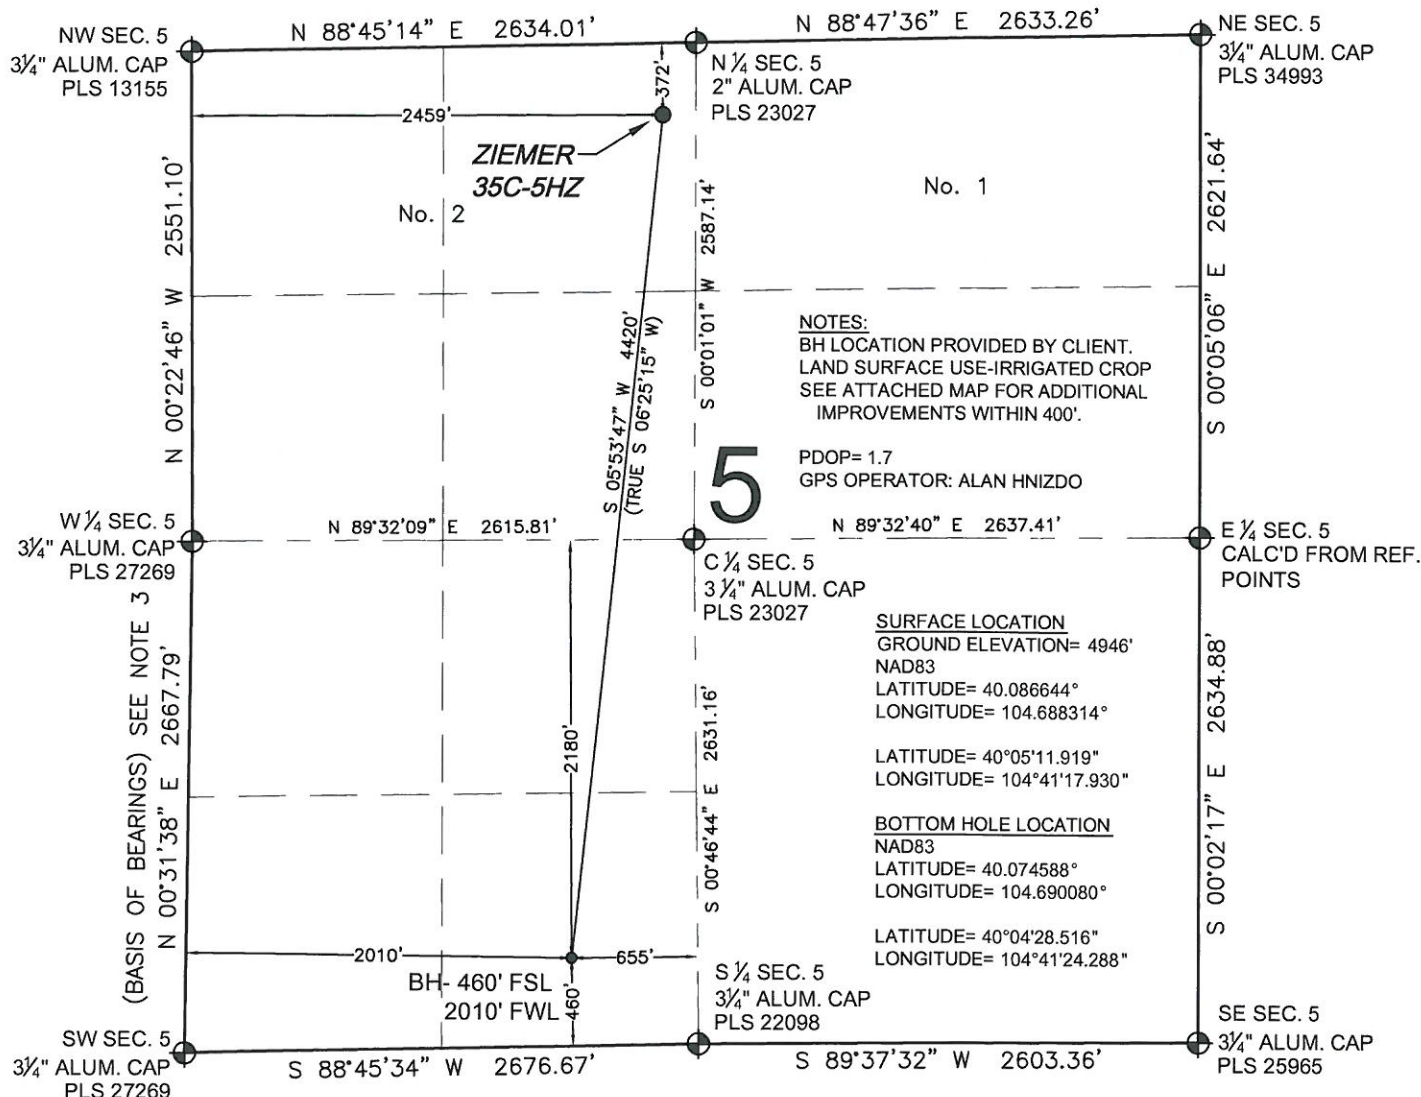 N 88°45'14" E 2634.01'
N 88°47'36" E 2633.26'
NW SEC. 5
3¼" ALUM. CAP
PLS 13155
N ¼ SEC. 5
2" ALUM. CAP
PLS 23027
NE SEC. 5
3¼" ALUM. CAP
PLS 34993
372'
2459'
ZIEMER
35C-5HZ
No. 2
No. 1
N 00°22'46" W 2551.10'
S 00°01'01" W 2587.14'
S 00°05'06" E 2621.64'
S 05°53'47" W 4420'
(TRUE S 06°25'15" W)
NOTES:
BH LOCATION PROVIDED BY CLIENT.
LAND SURFACE USE-IRRIGATED CROP
SEE ATTACHED MAP FOR ADDITIONAL
IMPROVEMENTS WITHIN 400'.
PDOP= 1.7
GPS OPERATOR: ALAN HNIZDO
5
W ¼ SEC. 5
3¼" ALUM. CAP
PLS 27269
N 89°32'09" E 2615.81'
N 89°32'40" E 2637.41'
C ¼ SEC. 5
3 ¼" ALUM. CAP
PLS 23027
E ¼ SEC. 5
CALC'D FROM REF.
POINTS
(BASIS OF BEARINGS) SEE NOTE 3
N 00°31'38" E 2667.79'
2180'
S 00°46'44" E 2631.16'
S 00°02'17" E 2634.88'
SURFACE LOCATION
GROUND ELEVATION= 4946'
NAD83
LATITUDE= 40.086644°
LONGITUDE= 104.688314°
LATITUDE= 40°05'11.919"
LONGITUDE= 104°41'17.930"
BOTTOM HOLE LOCATION
NAD83
LATITUDE= 40.074588°
LONGITUDE= 104.690080°
LATITUDE= 40°04'28.516"
LONGITUDE= 104°41'24.288"
2010'
655'
BH- 460' FSL
2010' FWL
460'
S ¼ SEC. 5
3¼" ALUM. CAP
PLS 22098
SW SEC. 5
3¼" ALUM. CAP
PLS 27269
SE SEC. 5
3¼" ALUM. CAP
PLS 25965
S 88°45'34" W 2676.67'
S 89°37'32" W 2603.36'